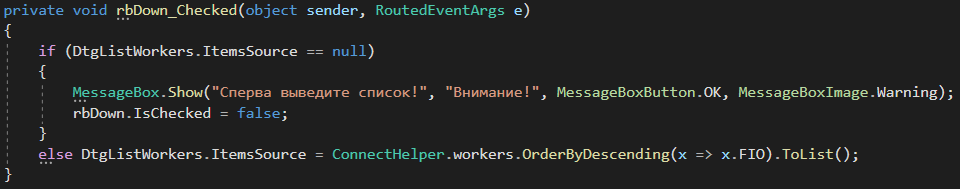 private void rbDown_Checked(object sender, RoutedEventArgs e)
{
if (DtgListWorkers.ItemsSource == null)
{
MessageBox.Show("Сперва выведите список!", "Внимание!", MessageBoxButton.OK, MessageBoxImage.Warning);
rbDown.IsChecked = false;
}
else DtgListWorkers.ItemsSource = ConnectHelper.workers.OrderByDescending(x => x.FIO).ToList();
}